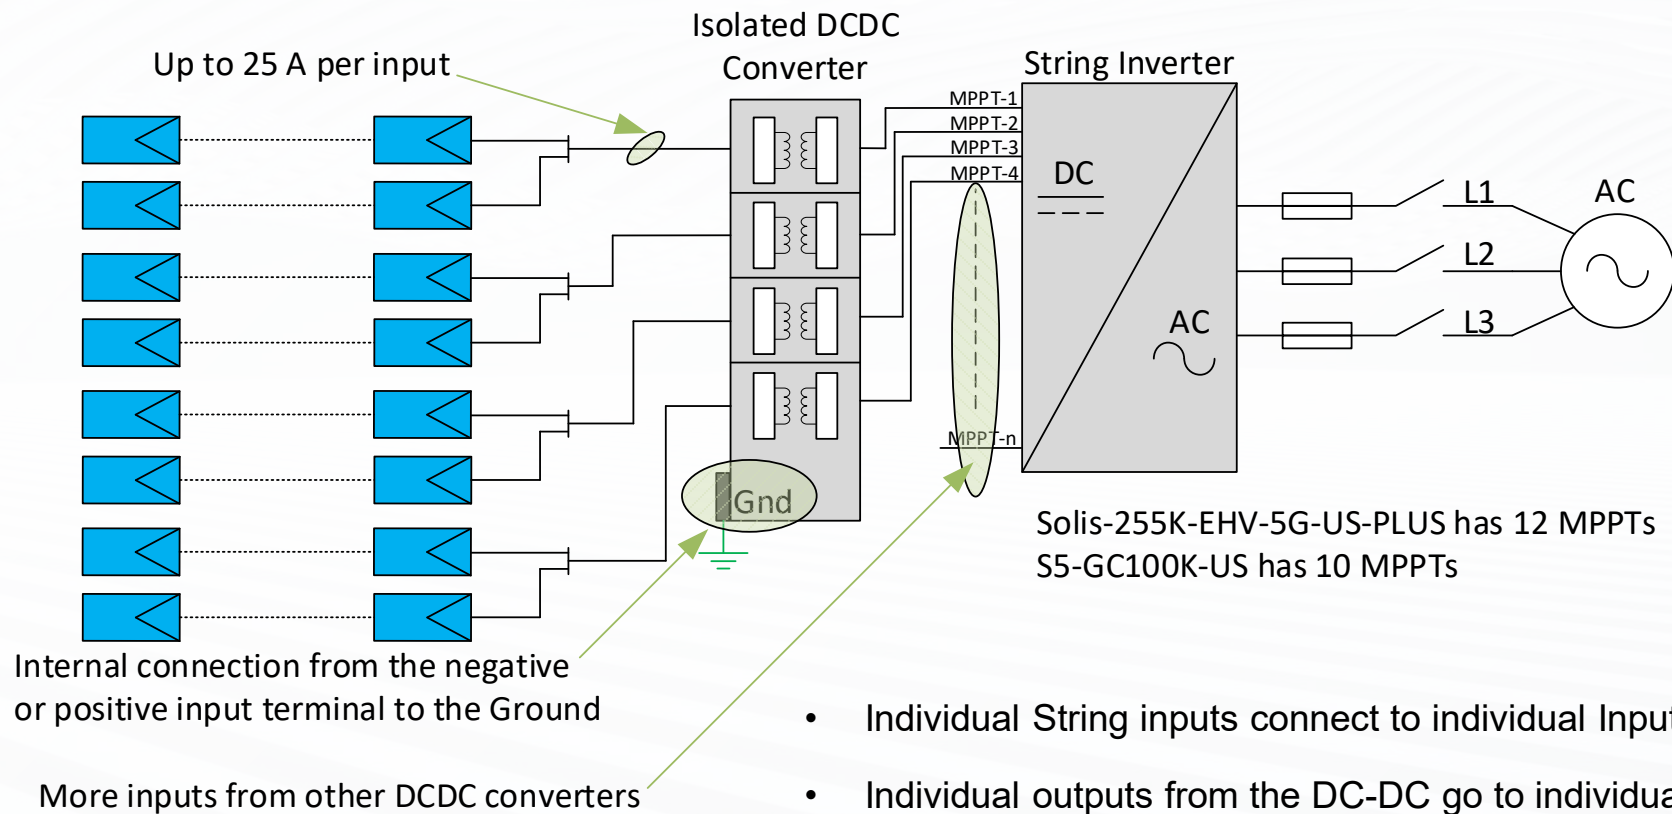 Isolated DCDC
Converter
Up to 25 A per input
String Inverter
MPPT-1
MPPT-2
MPPT-3
MPPT-4
DC
L1
AC
L2
L3
AC
MPPT-n
Gnd
Solis-255K-EHV-5G-US-PLUS has 12 MPPTs
S5-GC100K-US has 10 MPPTs
Internal connection from the negative
or positive input terminal to the Ground
• Individual String inputs connect to individual Input
More inputs from other DCDC converters
• Individual outputs from the DC-DC go to